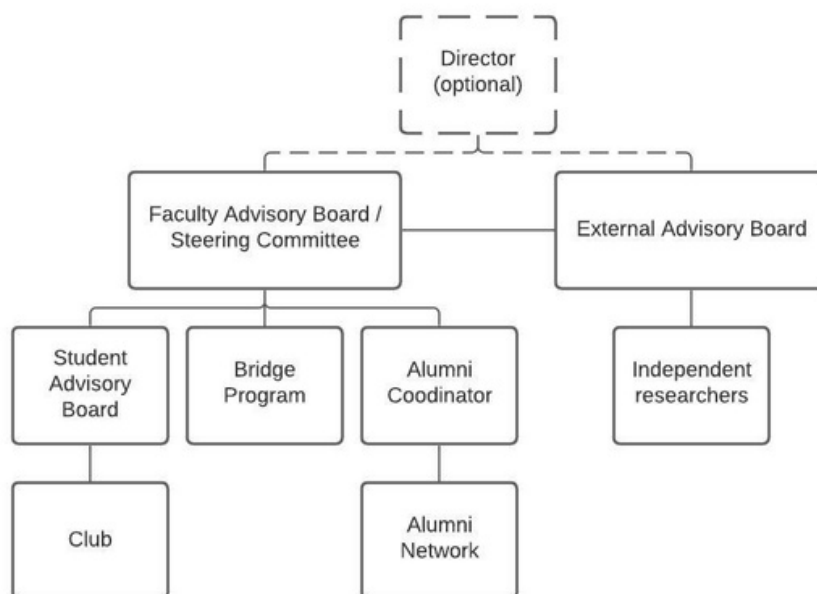 Director
(optional)
Faculty Advisory Board /
Steering Committee
External Advisory Board
Student
Advisory
Board
Bridge
Program
Alumni
Coodinator
Independent
researchers
Club
Alumni
Network